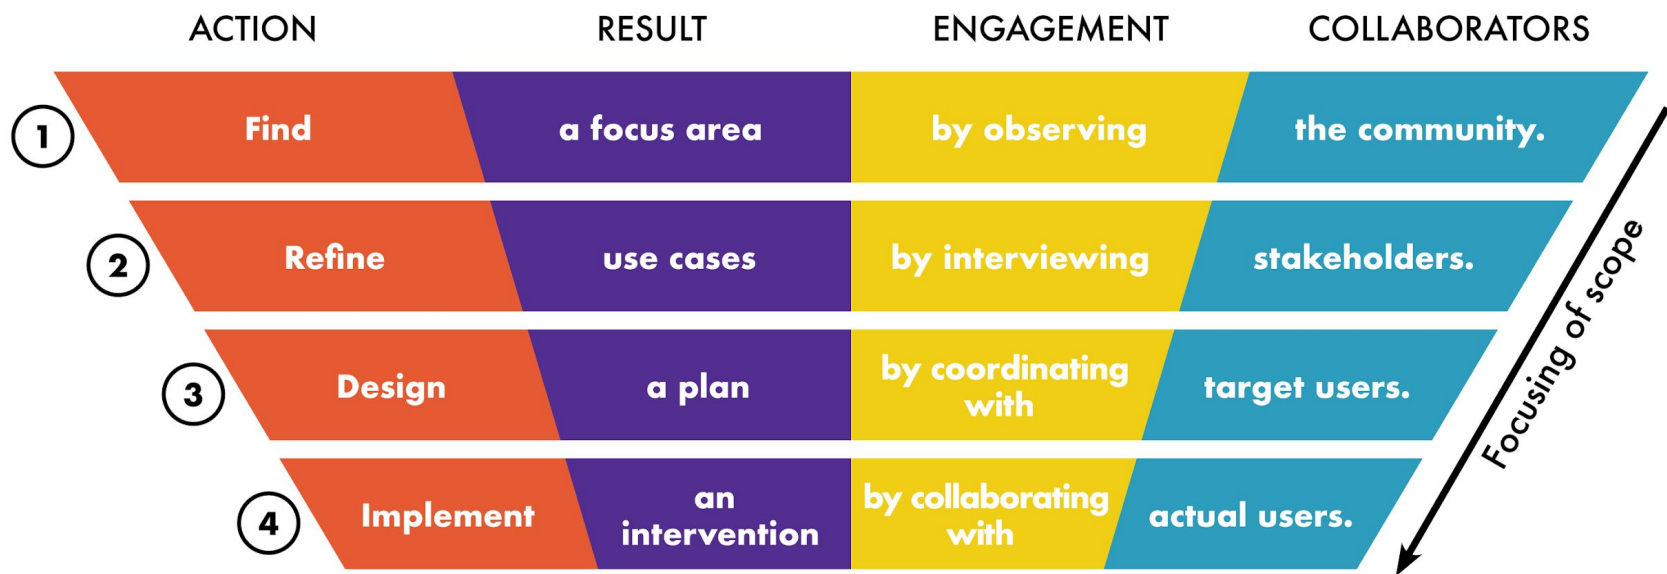 ACTION RESULT ENGAGEMENT COLLABORATORS
1 Find a focus area by observing the community.
2 Refine use cases by interviewing stakeholders.
3 Design a plan by coordinating with target users.
4 Implement an intervention by collaborating with actual users.
Focusing of scope